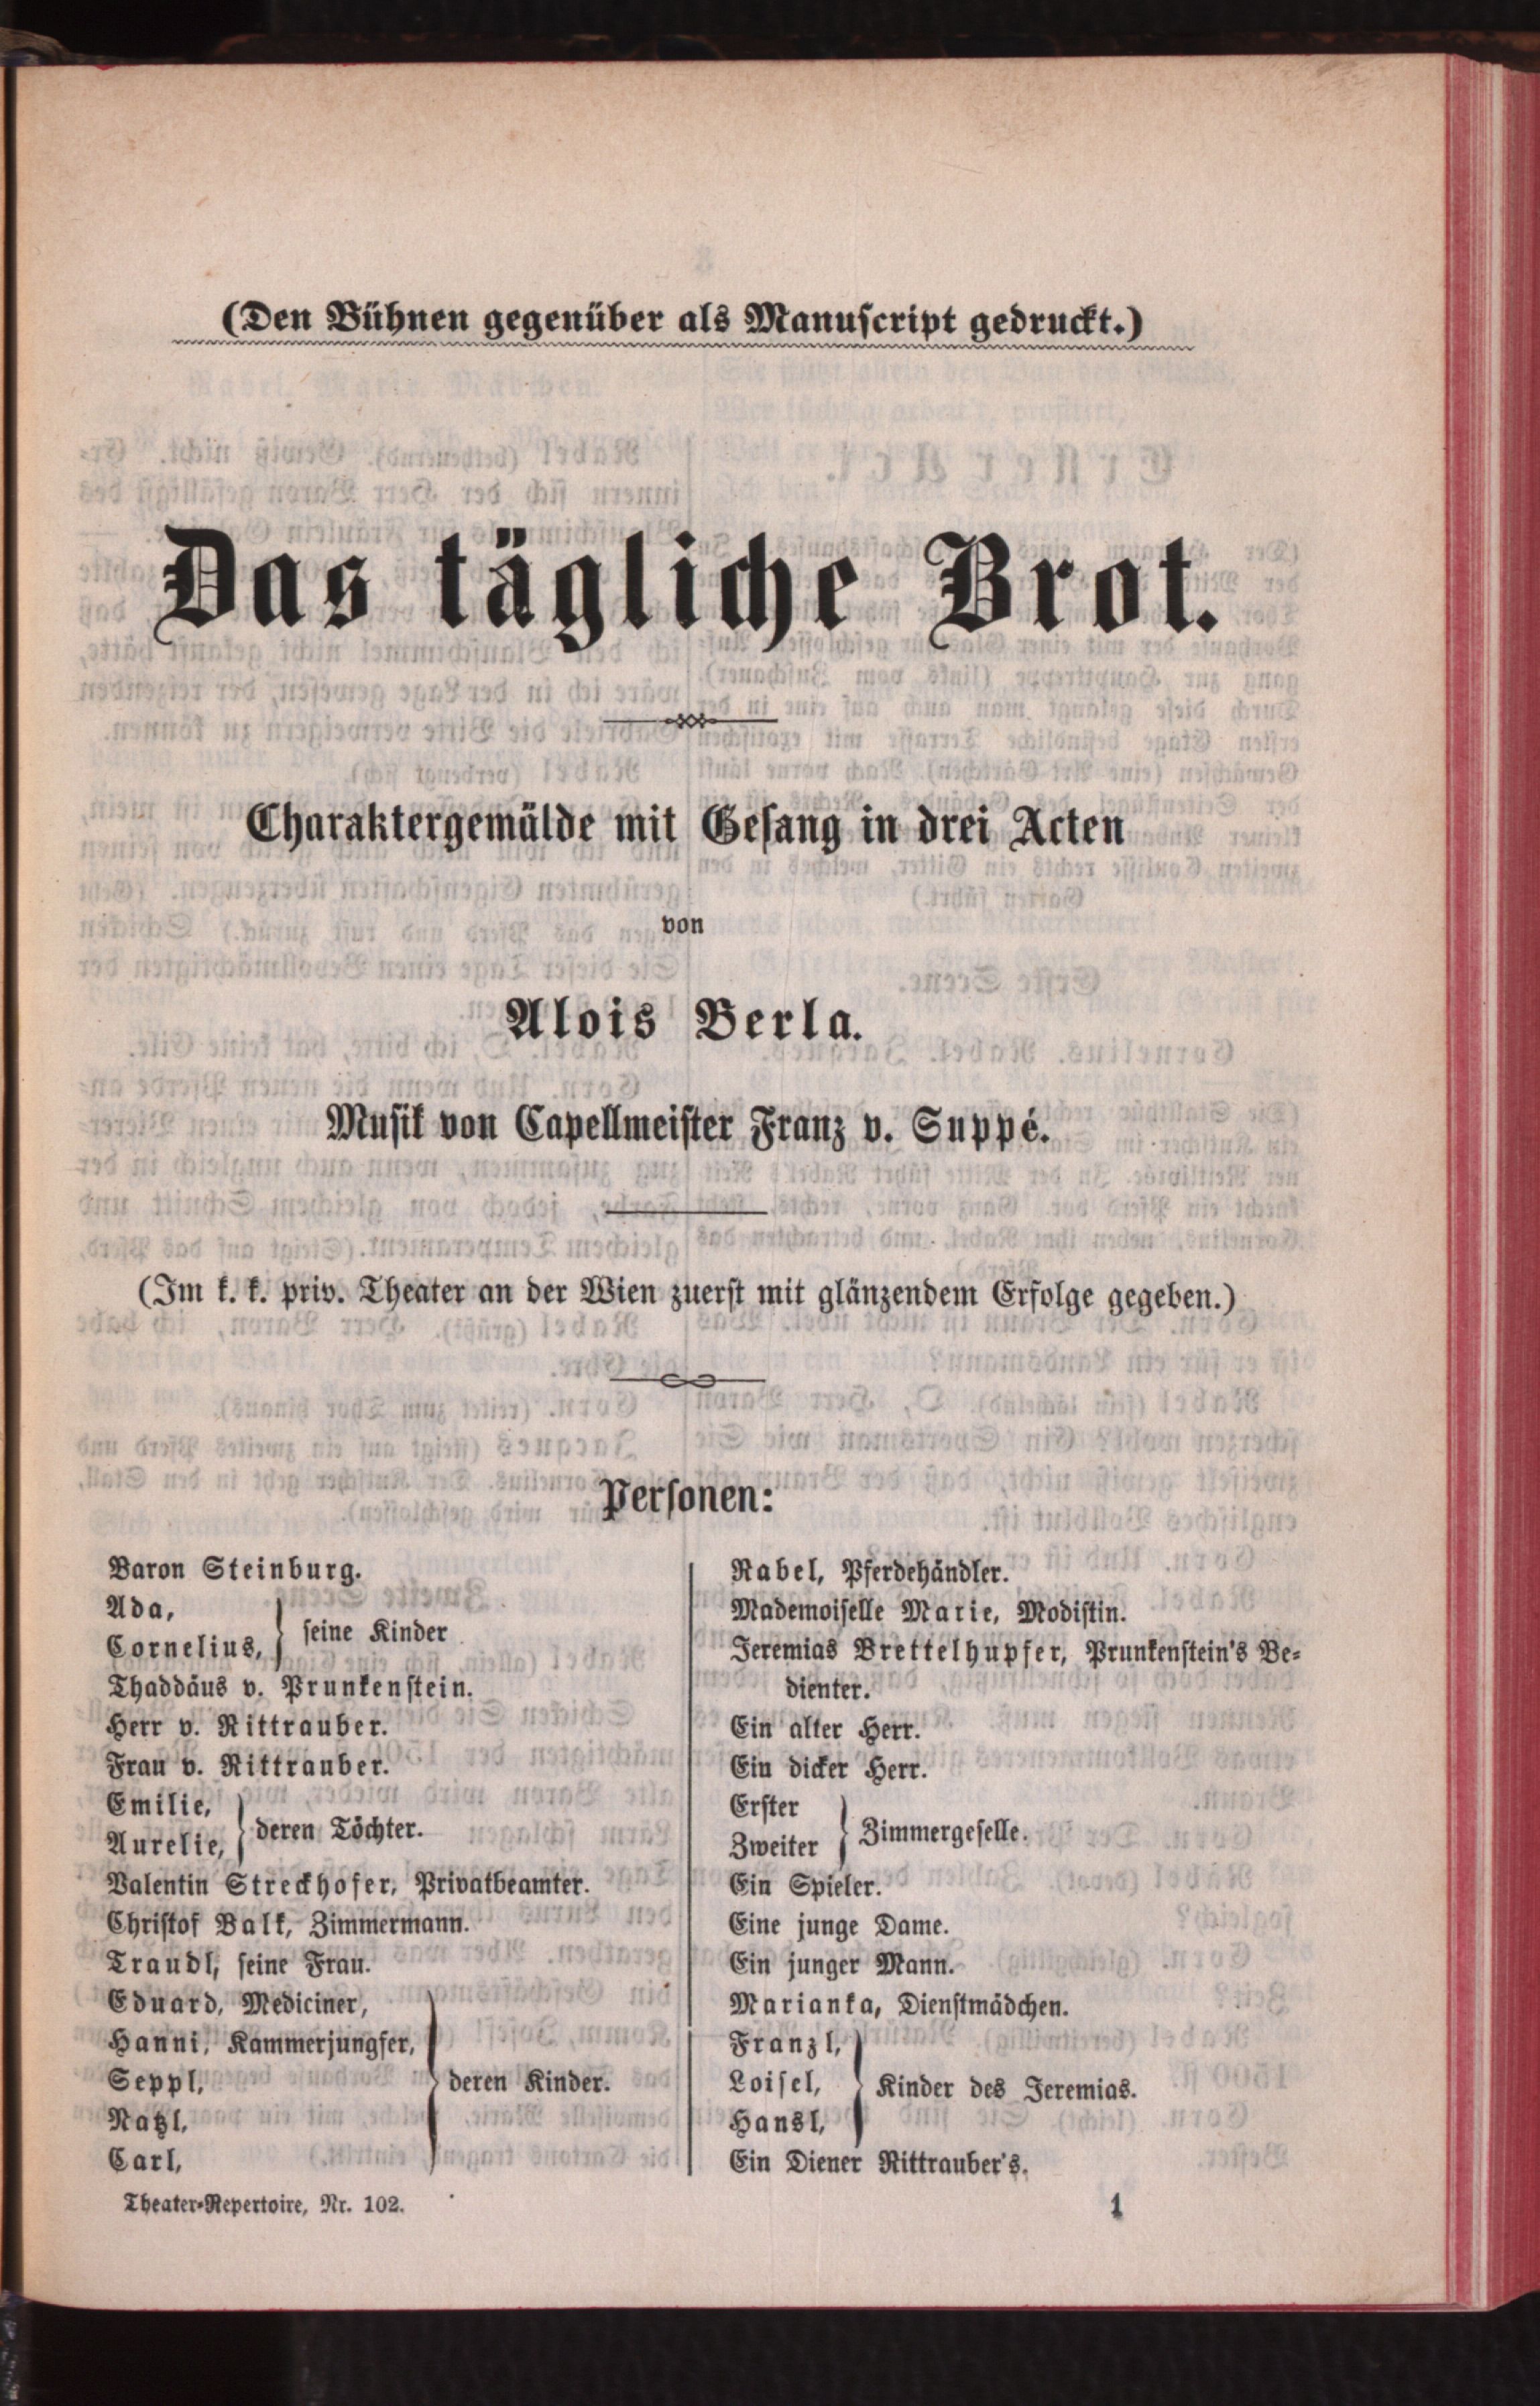 (Den Bühnen gegenüber als Manuscript gedruckt.)
Das tägliche Brot.
Charaktergemälde mit Gesang in drei Acten
von
Alois Berla.
Musik von Capellmeister Franz v. Suppé.
(Im k. k. priv. Theater an der Wien zuerst mit glänzendem Erfolge gegeben.)
Personen:
Baron Steinburg.
Ada,
Cornelius,
seine Kinder
Thaddäus v. Prunkenstein.
Herr v. Rittrauber.
Frau v. Rittrauber.
Emilie,
Aurelie,
deren Töchter.
Valentin Streckhofer, Privatbeamter.
Christof Balk, Zimmermann.
Traudl, seine Frau.
Eduard, Mediciner,
Hanni, Kammerjungfer,
Seppl,
Natzl,
Carl,
deren Kinder.
Rabel, Pferdehändler.
Mademoiselle Marie, Modistin.
Jeremias Brettelhupfer, Prunkenstein's Be-
dienter.
Ein alter Herr.
Ein dicker Herr.
Erster
Zweiter
Zimmergeselle.
Ein Spieler.
Eine junge Dame.
Ein junger Mann.
Marianka, Dienstmädchen.
Franzl,
Loisel,
Hansl,
Kinder des Jeremias.
Ein Diener Rittrauber's.
Theater-Repertoire, Nr. 102.
1